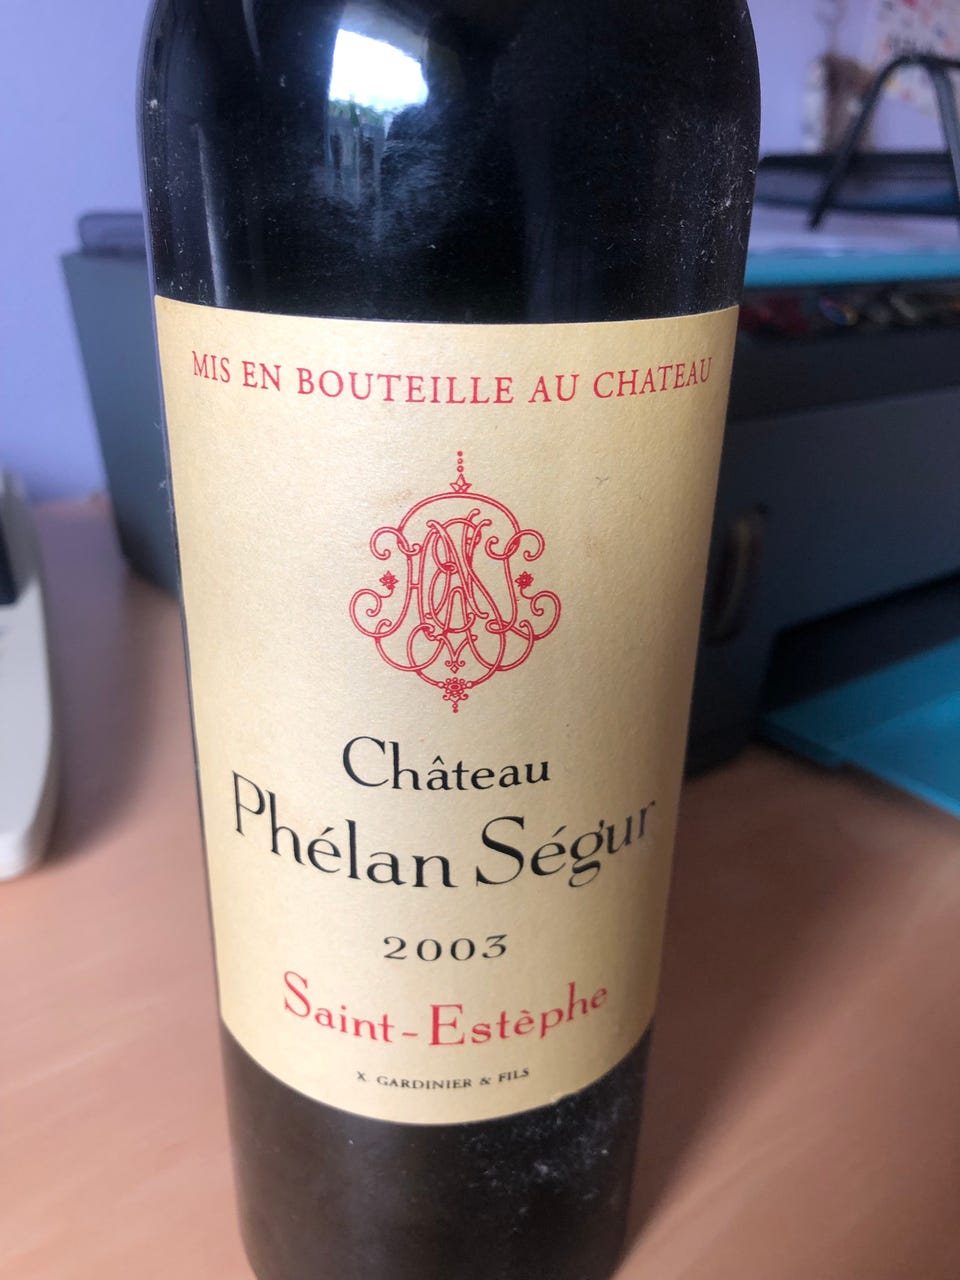 MIS EN BOUTEILLE AU CHATEAU
Château
Phélan Ségur
2003
Saint-Estèphe
X. GARDINIER & FILS